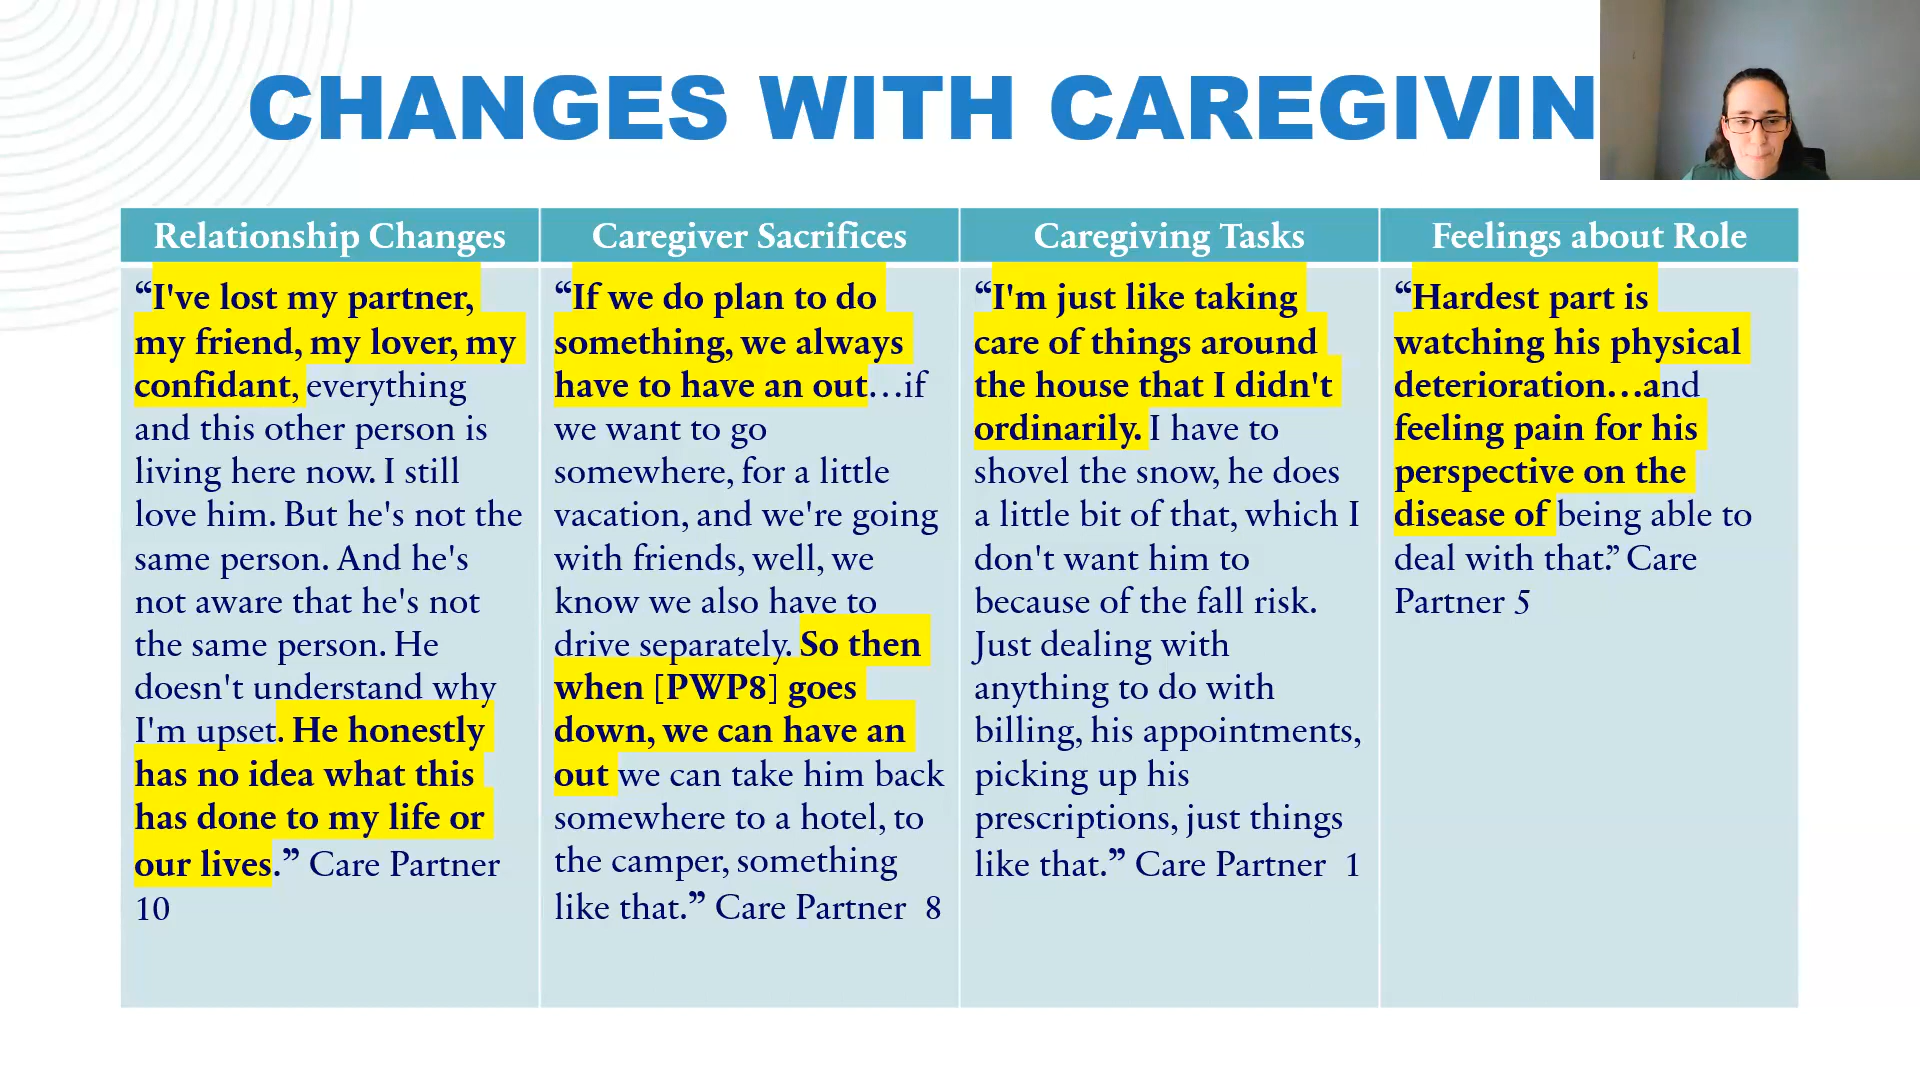 CHANGES WITH CAREGIVIN
Relationship Changes
“I've lost my partner,
my friend, my lover, my
confidant, everything
and this other person is
living here now. I still
love him. But he's not the
same person. And he's
not aware that he's not
the same person. He
doesn't understand why
I'm upset. He honestly
has no idea what this
has done to my life or
our lives.” Care Partner
10
Caregiver Sacrifices
“If we do plan to do
something, we always
have to have an out…if
we want to go
somewhere, for a little
vacation, and we're going
with friends, well, we
know we also have to
drive separately. So then
when [PWP8] goes
down, we can have an
out we can take him back
somewhere to a hotel, to
the camper, something
like that.” Care Partner 8
Caregiving Tasks
“I'm just like taking
care of things around
the house that I didn't
ordinarily. I have to
shovel the snow, he does
a little bit of that, which I
don't want him to
because of the fall risk.
Just dealing with
anything to do with
billing, his appointments,
picking up his
prescriptions, just things
like that.” Care Partner 1
Feelings about Role
“Hardest part is
watching his physical
deterioration…and
feeling pain for his
perspective on the
disease of being able to
deal with that.” Care
Partner 5